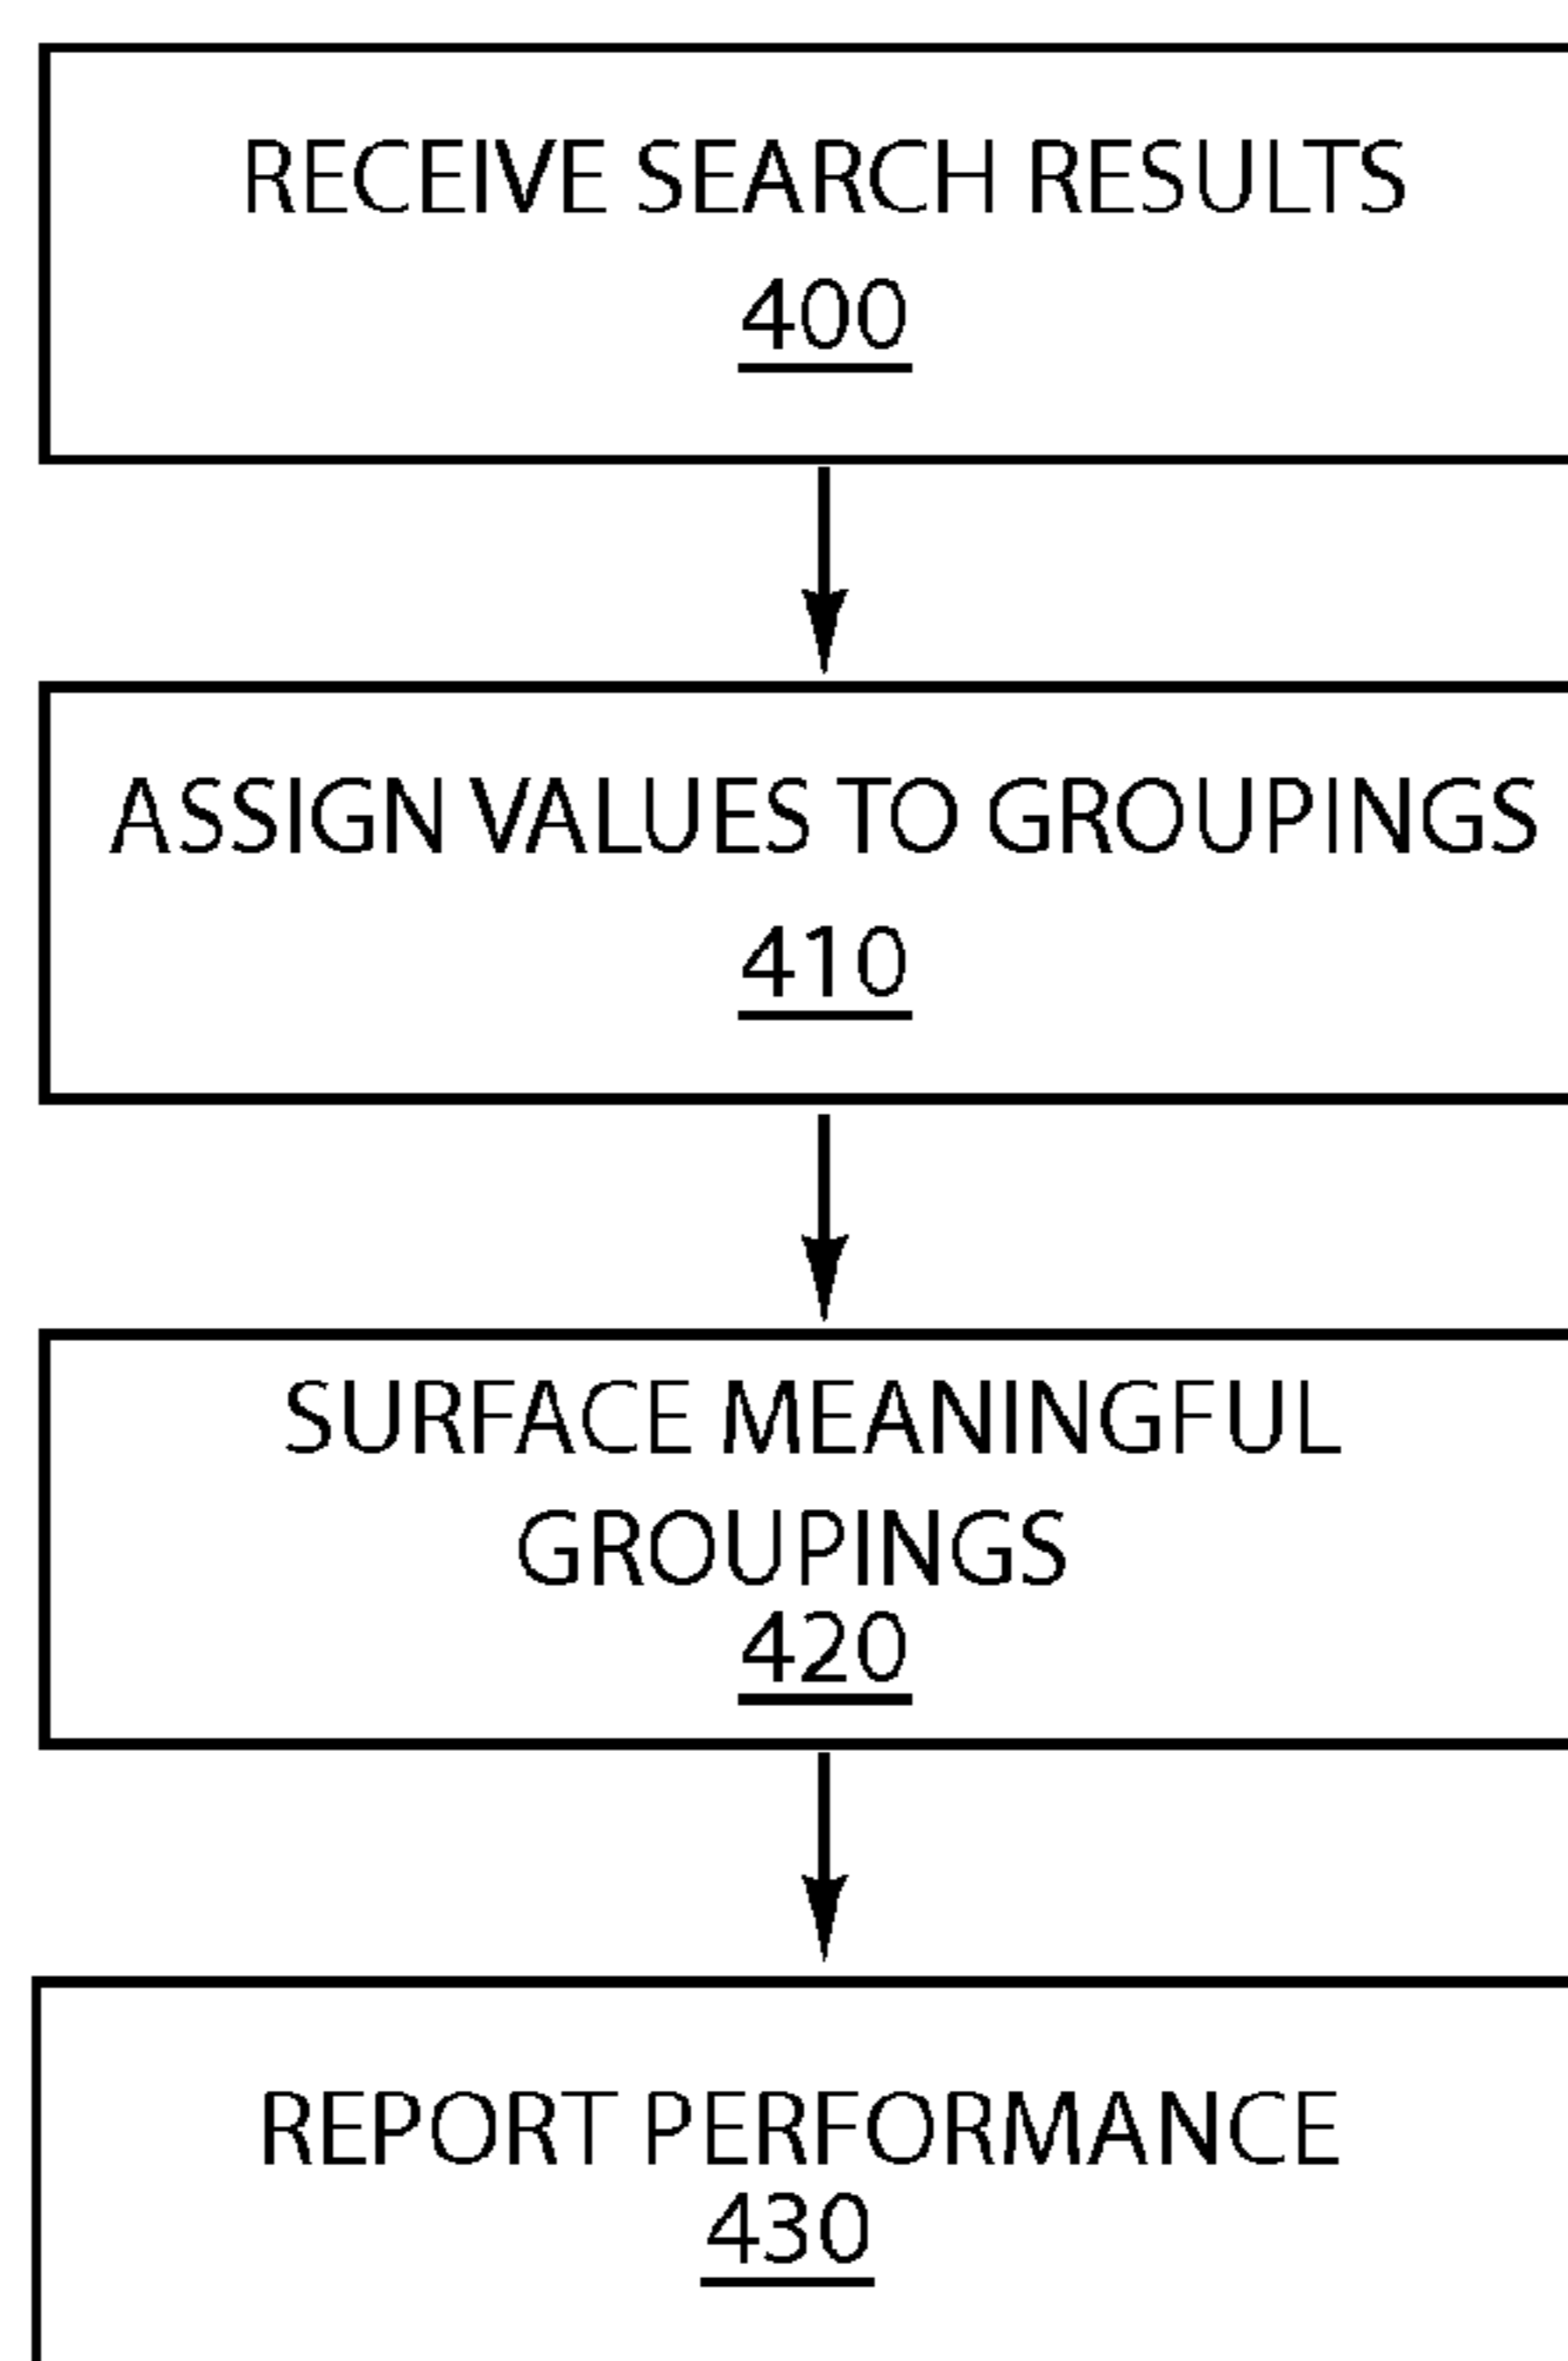 RECEIVE SEARCH RESULTS
400
ASSIGN VALUES TO GROUPINGS
410
SURFACE MEANINGFUL
GROUPINGS
420
REPORT PERFORMANCE
430